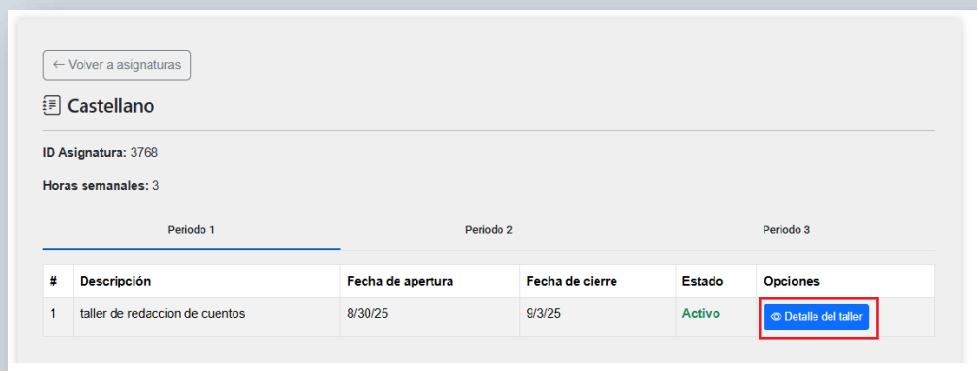 ← Volver a asignaturas
Castellano
ID Asignatura: 3768
Horas semanales: 3
Periodo 1 Periodo 2 Periodo 3
# Descripción Fecha de apertura Fecha de cierre Estado Opciones
1 taller de redaccion de cuentos 8/30/25 9/3/25 Activo Detalle del taller